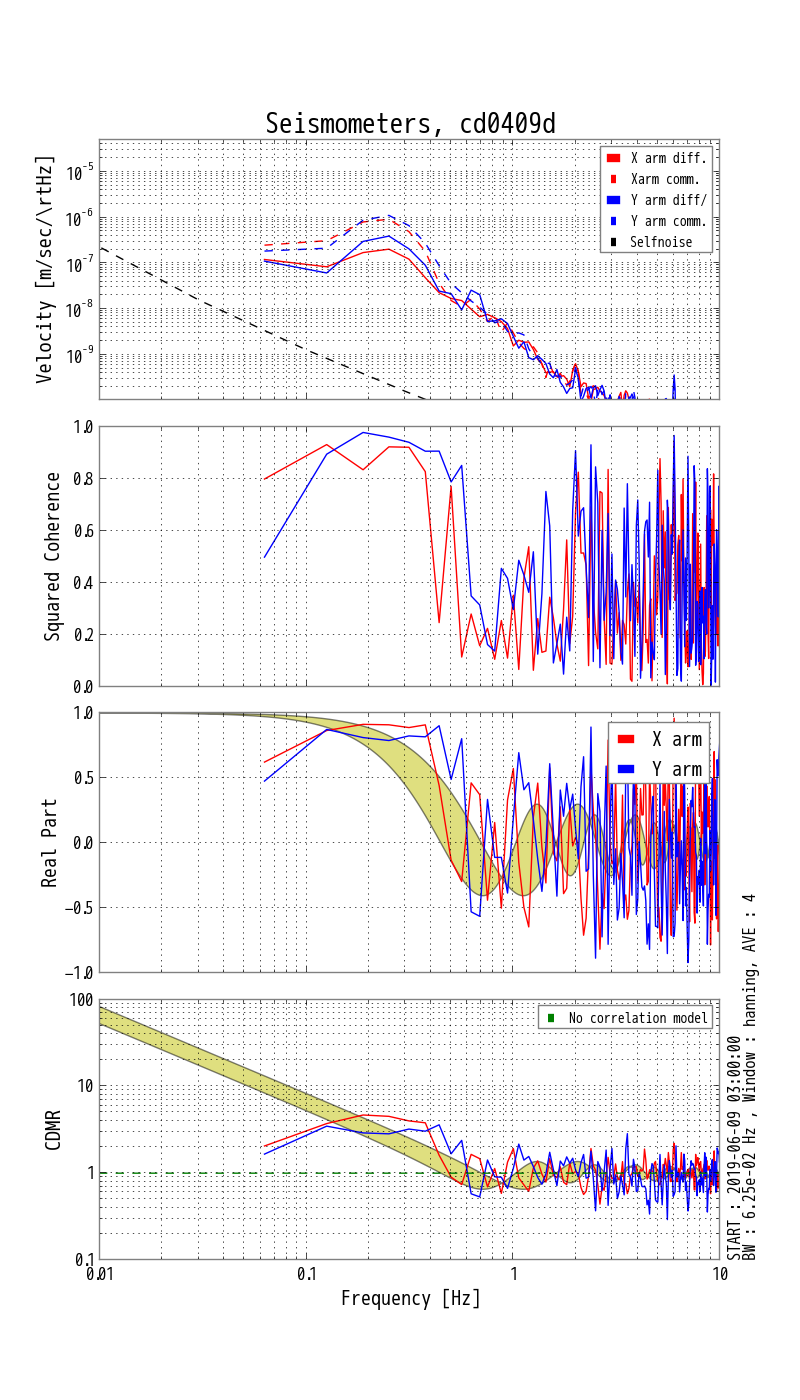 Seismometers, cd0409d
Velocity [m/sec/\rtHz]
10^-5
10^-6
10^-7
10^-8
10^-9
X arm diff.
Xarm comm.
Y arm diff/
Y arm comm.
Selfnoise
Squared Coherence
1.0
0.8
0.6
0.4
0.2
0.0
Real Part
1.0
0.5
0.0
−0.5
−1.0
X arm
Y arm
CDMR
100
10
1
0.1
No correlation model
0.01
0.1
1
10
Frequency [Hz]
START : 2019-06-09 03:00:00
BW : 6.25e-02 Hz , Window : hanning, AVE : 4